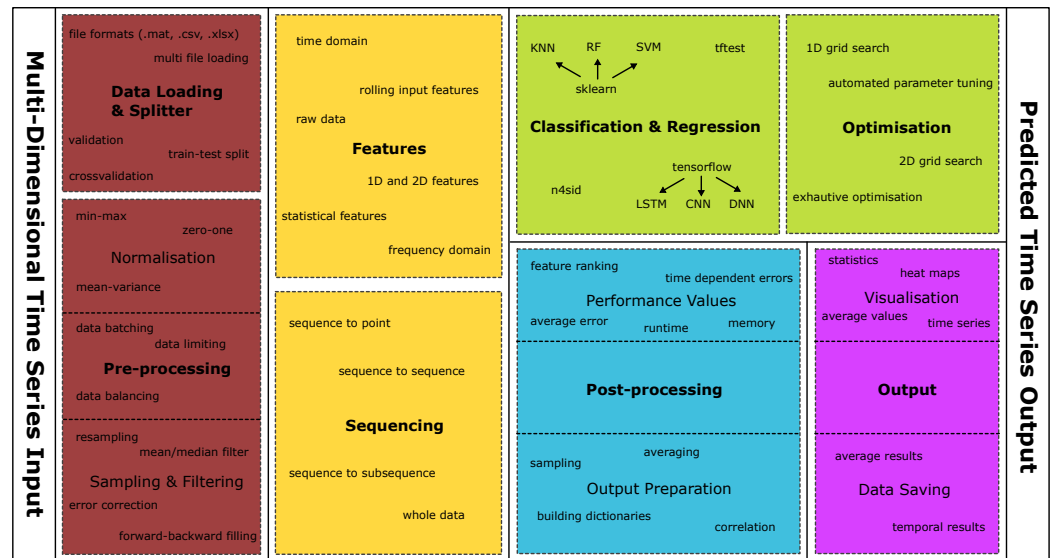 Multi-Dimensional Time Series Input
file formats (.mat, .csv, .xlsx)
multi file loading
Data Loading
& Splitter
validation
train-test split
crossvalidation
min-max
zero-one
Normalisation
mean-variance
data batching
data limiting
Pre-processing
data balancing
resampling
mean/median filter
Sampling & Filtering
error correction
forward-backward filling
time domain
rolling input features
raw data
Features
1D and 2D features
statistical features
frequency domain
sequence to point
sequence to sequence
Sequencing
sequence to subsequence
whole data
KNN RF SVM tftest
sklearn
Classification & Regression
tensorflow
n4sid
LSTM CNN DNN
1D grid search
automated parameter tuning
Optimisation
2D grid search
exhautive optimisation
feature ranking
time dependent errors
Performance Values
average error
runtime
memory
Post-processing
averaging
sampling
Output Preparation
building dictionaries
correlation
statistics
heat maps
Visualisation
average values
time series
Output
average results
Data Saving
temporal results
Predicted Time Series Output